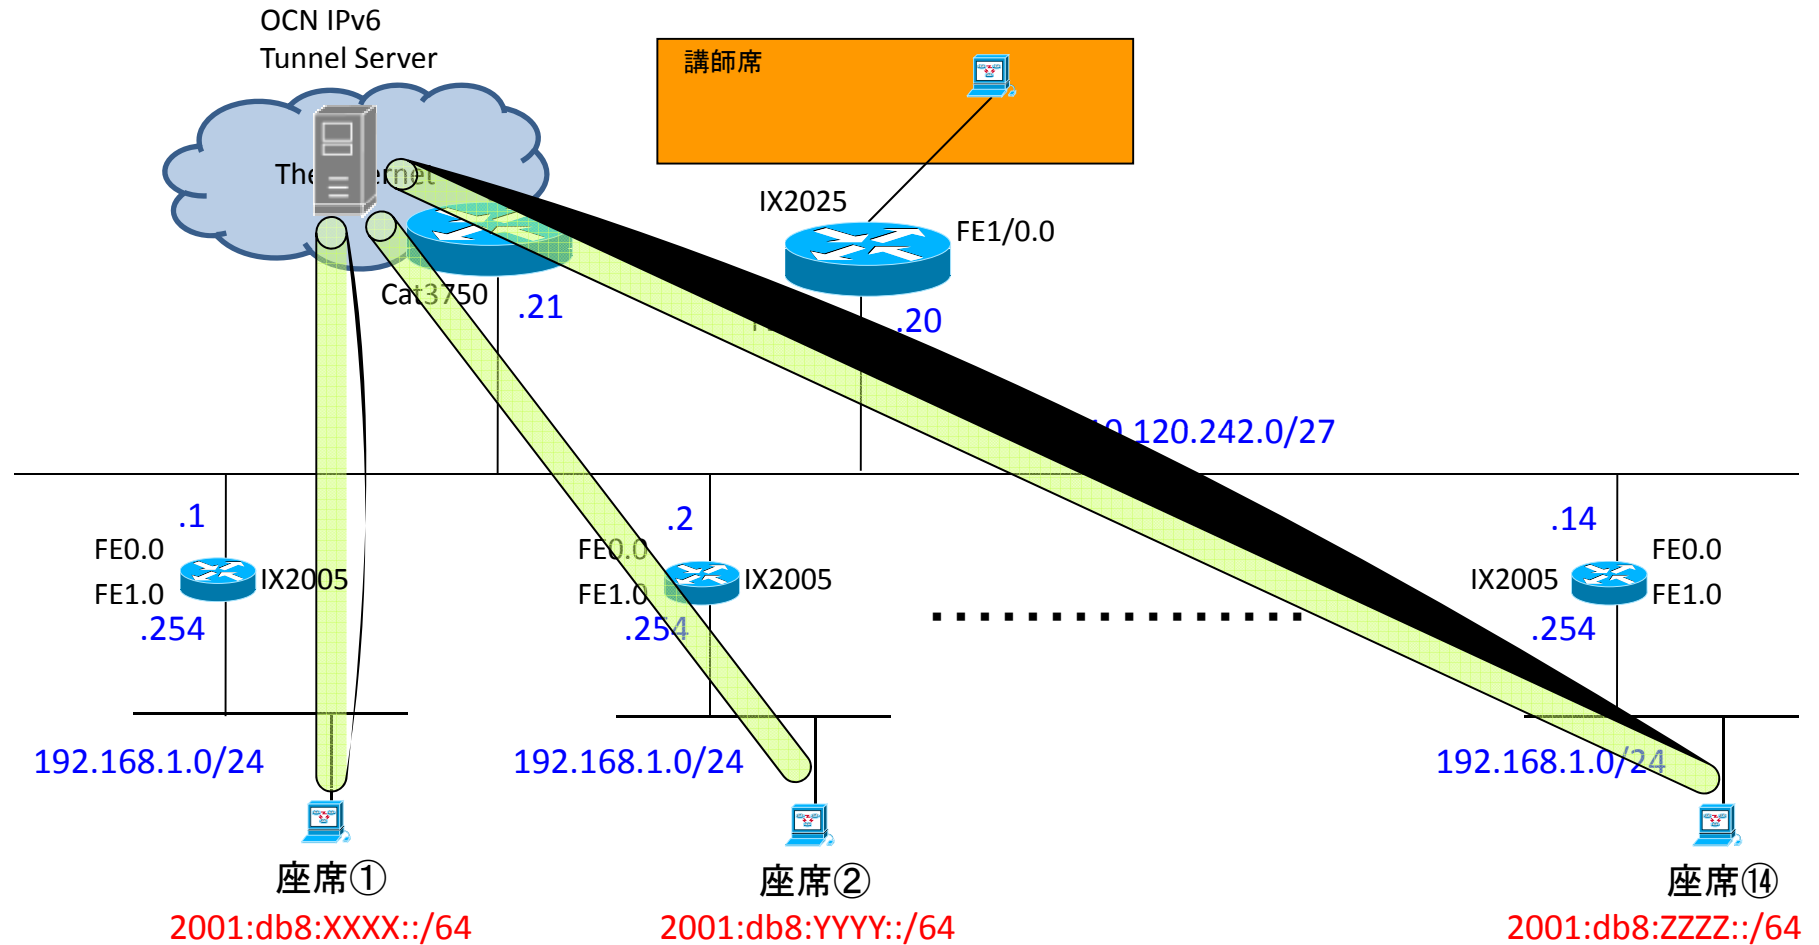 OCN IPv6
Tunnel Server
講師席
IX2025
FE1/0.0
Cat3750
.21
.20
.120.242.0/27
.1
FE0.0
FE1.0
IX2005
.254
.2
FE0.0
FE1.0
IX2005
.254
.14
IX2005
FE0.0
FE1.0
.254
192.168.1.0/24
192.168.1.0/24
192.168.1.0/24
座席①
座席②
座席⑭
2001:db8:XXXX::/64
2001:db8:YYYY::/64
2001:db8:ZZZZ::/64